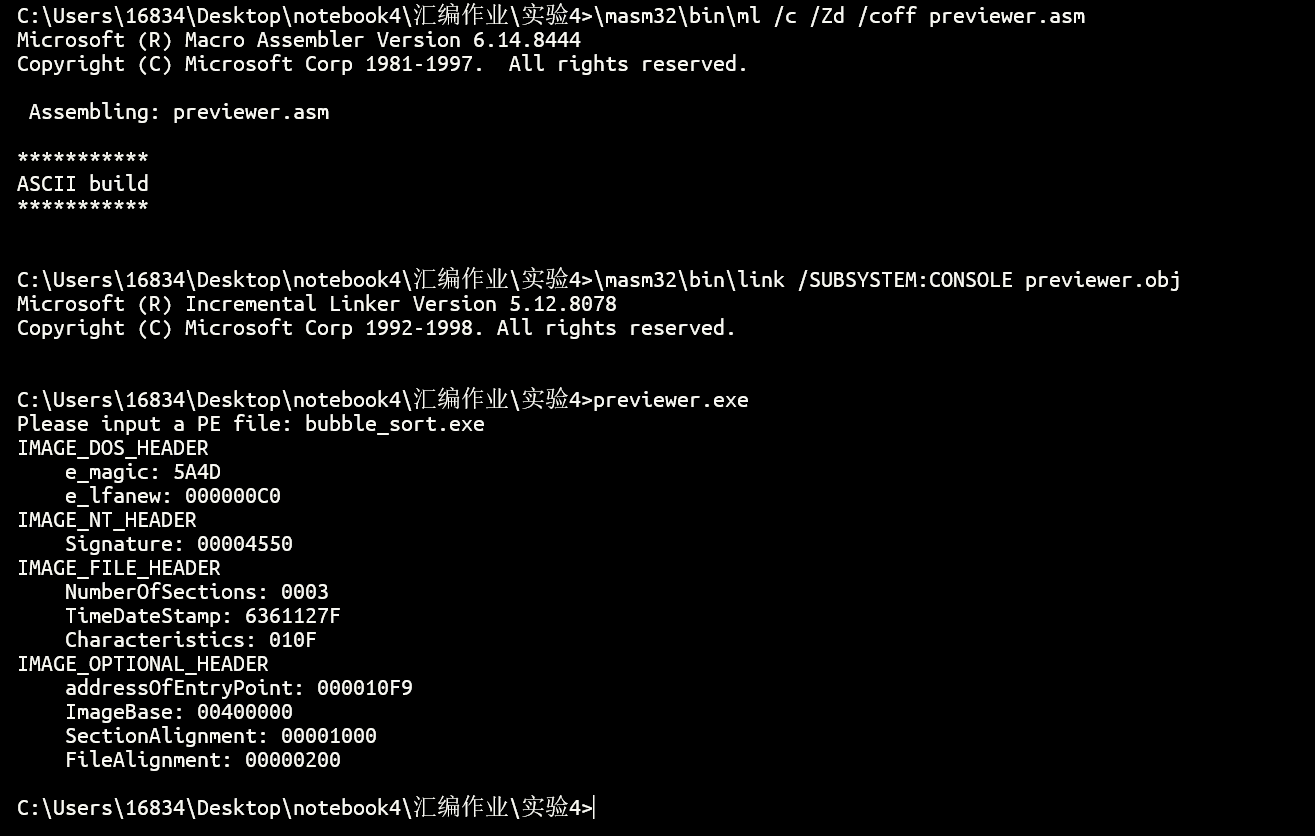 C:\Users\16834\Desktop\notebook4\汇编作业\实验4>\masm32\bin\ml /c /Zd /coff previewer.asm
Microsoft (R) Macro Assembler Version 6.14.8444
Copyright (C) Microsoft Corp 1981-1997.  All rights reserved.
 Assembling: previewer.asm
***********
ASCII build
***********
C:\Users\16834\Desktop\notebook4\汇编作业\实验4>\masm32\bin\link /SUBSYSTEM:CONSOLE previewer.obj
Microsoft (R) Incremental Linker Version 5.12.8078
Copyright (C) Microsoft Corp 1992-1998. All rights reserved.
C:\Users\16834\Desktop\notebook4\汇编作业\实验4>previewer.exe
Please input a PE file: bubble_sort.exe
IMAGE_DOS_HEADER
    e_magic: 5A4D
    e_lfanew: 000000C0
IMAGE_NT_HEADER
    Signature: 00004550
IMAGE_FILE_HEADER
    NumberOfSections: 0003
    TimeDateStamp: 6361127F
    Characteristics: 010F
IMAGE_OPTIONAL_HEADER
    addressOfEntryPoint: 000010F9
    ImageBase: 00400000
    SectionAlignment: 00001000
    FileAlignment: 00000200
C:\Users\16834\Desktop\notebook4\汇编作业\实验4>